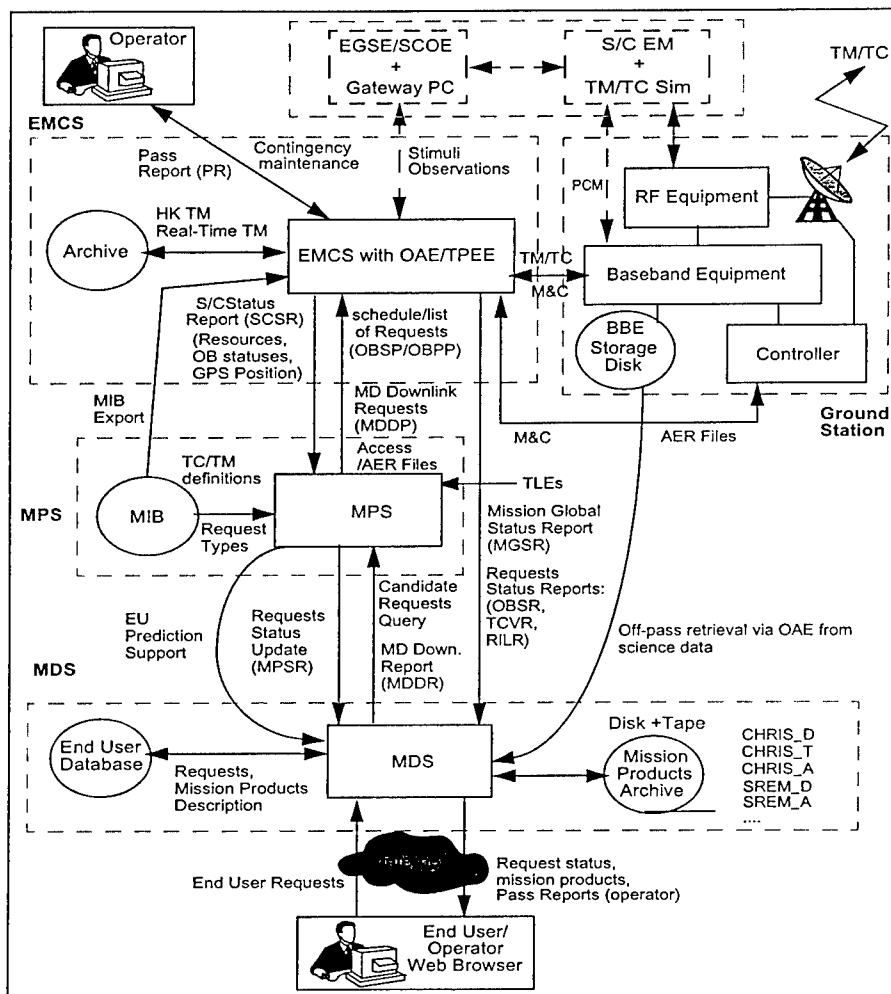 Operator
EGSE/SCOE
+
Gateway PC
S/C EM
+
TM/TC Sim
TM/TC
EMCS
Pass
Report (PR)
Contingency
maintenance
Stimuli
Observations
PCM
RF Equipment
Archive
HK TM
Real-Time TM
EMCS with OAE/TPEE
TM/TC
M&C
Baseband Equipment
BBE
Storage
Disk
Controller
S/CStatus
Report (SCSR)
(Resources,
OB statuses,
GPS Position)
schedule/list
of Requests
(OBSP/OBPP)
MIB
Export
MD Downlink
Requests
(MDDP)
M&C
AER Files
Ground
Station
TC/TM
definitions
Access
/AER Files
MPS
MIB
Request
Types
MPS
TLEs
Mission Global
Status Report
(MGSR)
EU
Prediction
Support
Requests
Status
Update
(MPSR)
Candidate
Requests
Query
MD Down.
Report
(MDDR)
Requests
Status Reports:
(OBSR,
TCVR,
RILR)
Off-pass retrieval via OAE from
science data
MDS
End User
Database
Requests,
Mission Products
Description
MDS
Disk +Tape
Mission
Products
Archive
CHRIS_D
CHRIS_T
CHRIS_A
SREM_D
SREM_A
....
End User Requests
Request status,
mission products,
Pass Reports (operator)
End User/
Operator
Web Browser